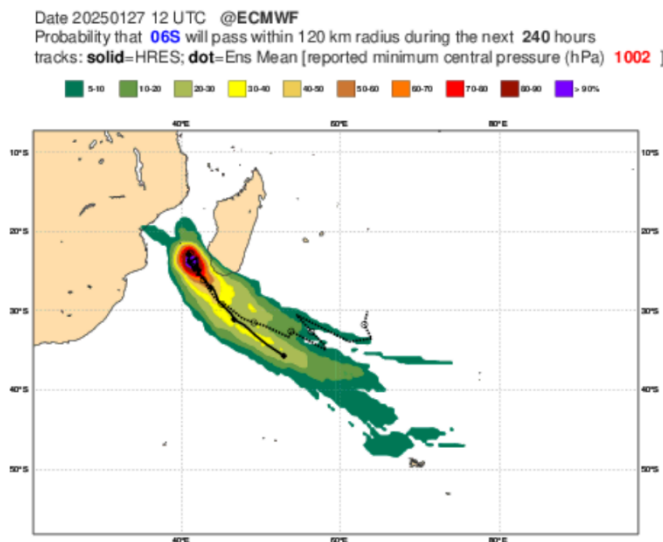 Date 20250127 12 UTC @ECMWF
Probability that 06S will pass within 120 km radius during the next 240 hours
tracks: solid=HRES; dot=Ens Mean [reported minimum central pressure (hPa) 1002 ]
5-10 10-20 20-30 30-40 40-50 50-60 60-70 70-80 80-90 > 90%
40°E 60°E 80°E
10°S 10°S
20°S 20°S
30°S 30°S
40°S 40°S
50°S 50°S
40°E 60°E 80°E